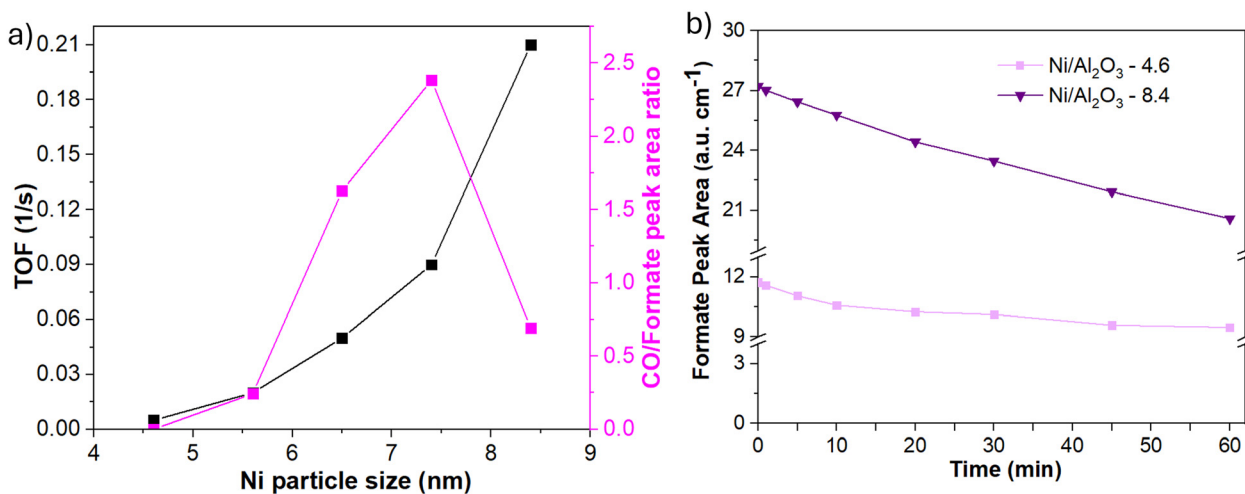 a)
0.21
0.18
0.15
0.12
0.09
0.06
0.03
0.00
TOF (1/s)
4 5 6 7 8 9
Ni particle size (nm)
2.5
2.0
1.5
1.0
0.5
0.0
CO/Formate peak area ratio
b)
30
27
24
21
12
9
3
0
Formate Peak Area (a.u. cm⁻¹)
Ni/Al₂O₃ - 4.6
Ni/Al₂O₃ - 8.4
0 10 20 30 40 50 60
Time (min)